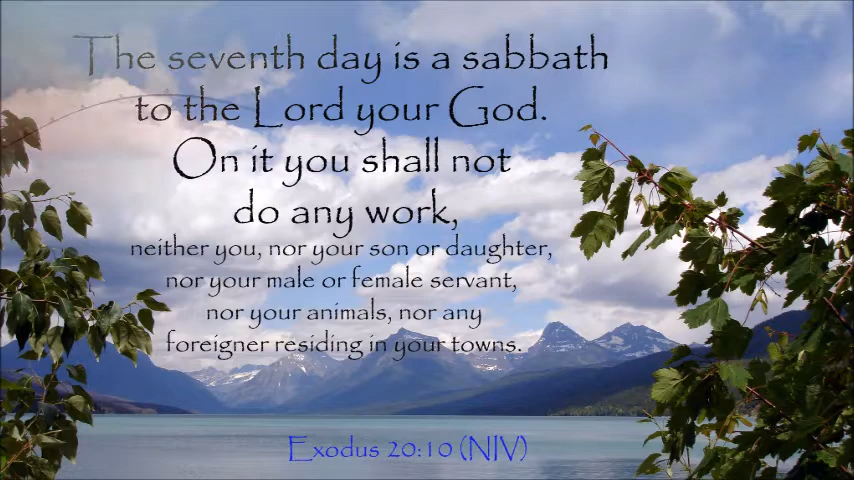 The seventh day is a sabbath
to the Lord your God.
On it you shall not
do any work,
neither you, nor your son or daughter,
nor your male or female servant,
nor your animals, nor any
foreigner residing in your towns.
Exodus 20:10 (NIV)